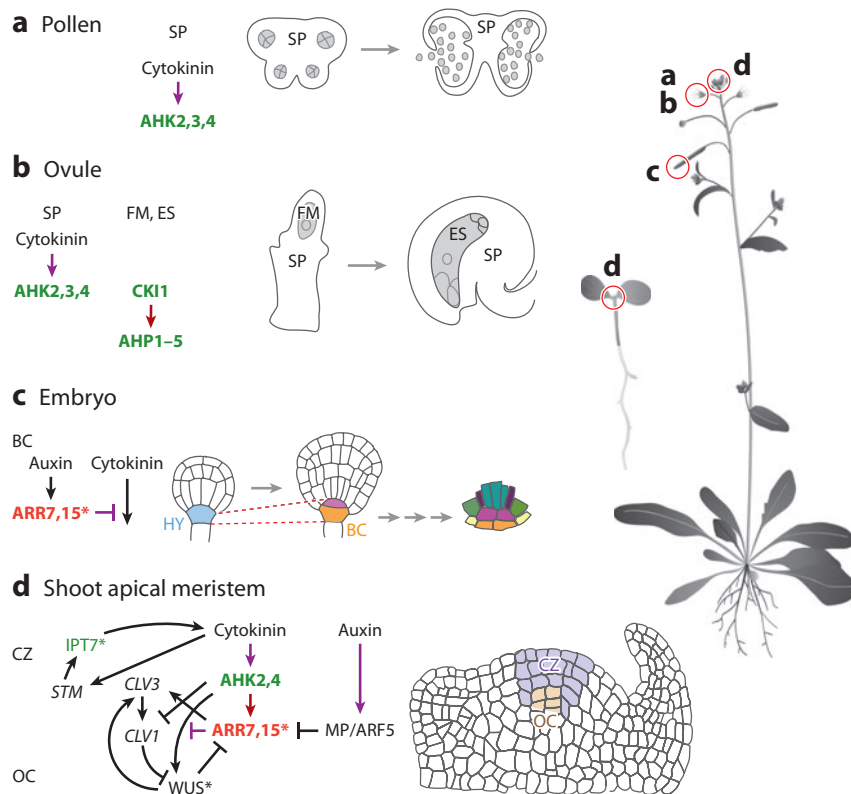 a Pollen
SP
Cytokinin
AHK2,3,4
SP
SP
b Ovule
SP
FM, ES
Cytokinin
AHK2,3,4
CKI1
AHP1–5
FM
SP
ES
SP
c Embryo
BC
Auxin
Cytokinin
ARR7,15*
HY
BC
d Shoot apical meristem
CZ
IPT7*
Cytokinin
Auxin
STM
CLV3
AHK2,4
CLV1
ARR7,15*
MP/ARF5
OC
WUS*
CZ
OC
a
d
b
c
d